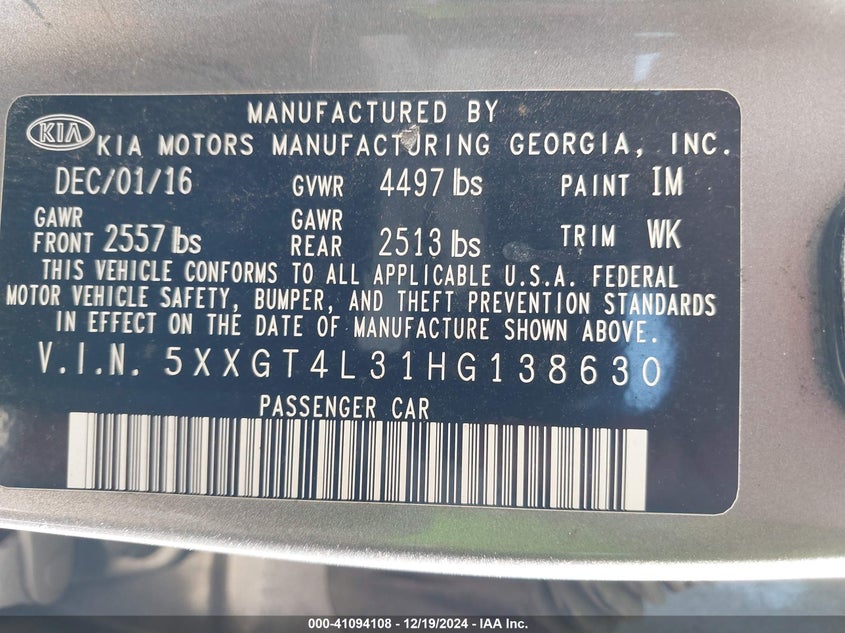 MANUFACTURED BY
KIA KIA MOTORS MANUFACTURING GEORGIA, INC.
DEC/01/16 GVWR 4497 lbs PAINT IM
GAWR FRONT 2557 lbs GAWR REAR 2513 lbs TRIM WK
THIS VEHICLE CONFORMS TO ALL APPLICABLE U.S.A. FEDERAL
MOTOR VEHICLE SAFETY, BUMPER, AND THEFT PREVENTION STANDARDS
IN EFFECT ON THE DATE OF MANUFACTURE SHOWN ABOVE.
V.I.N. 5XXGT4L31HG138630
PASSENGER CAR
000-41094108 - 12/19/2024 - IAA Inc.